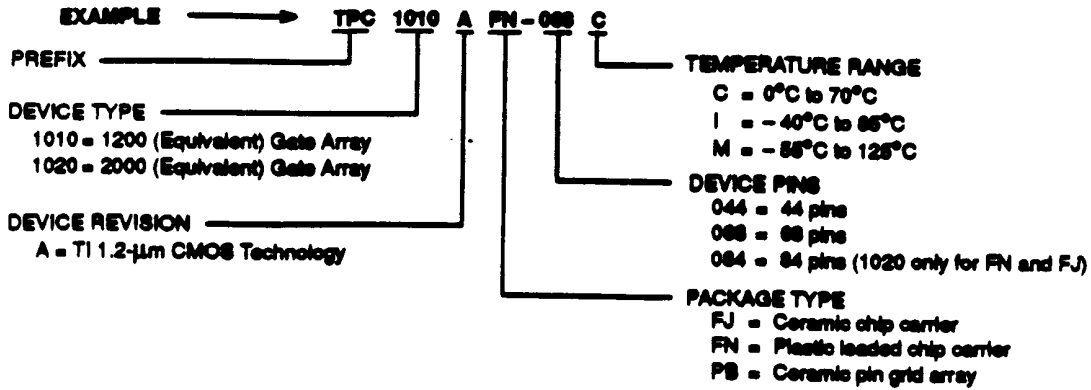 EXAMPLE TPC 1010 A FN - 068 C
PREFIX
DEVICE TYPE
1010 = 1200 (Equivalent) Gate Array
1020 = 2000 (Equivalent) Gate Array
DEVICE REVISION
A = TI 1.2-μm CMOS Technology
TEMPERATURE RANGE
C = 0°C to 70°C
I = – 40°C to 85°C
M = – 55°C to 125°C
DEVICE PINS
044 = 44 pins
068 = 68 pins
084 = 84 pins (1020 only for FN and FJ)
PACKAGE TYPE
FJ = Ceramic chip carrier
FN = Plastic leaded chip carrier
PB = Ceramic pin grid array